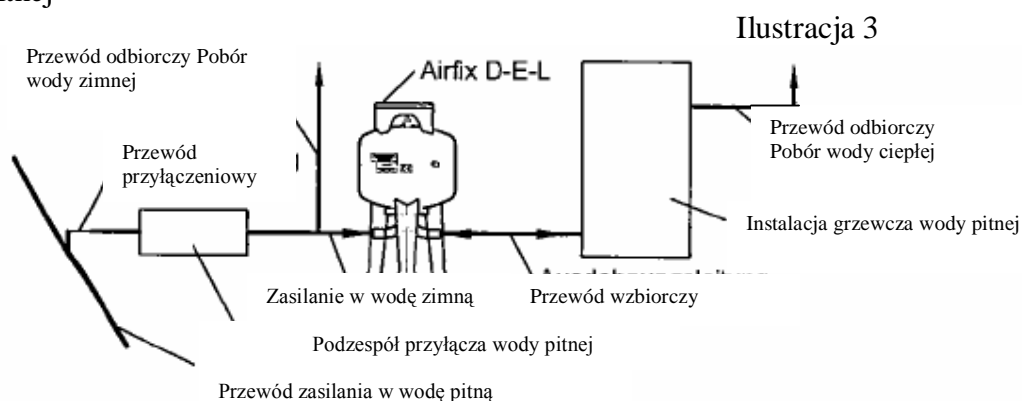 Ilustracja 3
Przewód odbiorczy Pobór
wody zimnej
Airfix D-E-L
Przewód odbiorczy
Pobór wody ciepłej
Przewód
przyłączeniowy
Instalacja grzewcza wody pitnej
Zasilanie w wodę zimną
Przewód wzbiorczy
Podzespół przyłącza wody pitnej
Przewód zasilania w wodę pitną